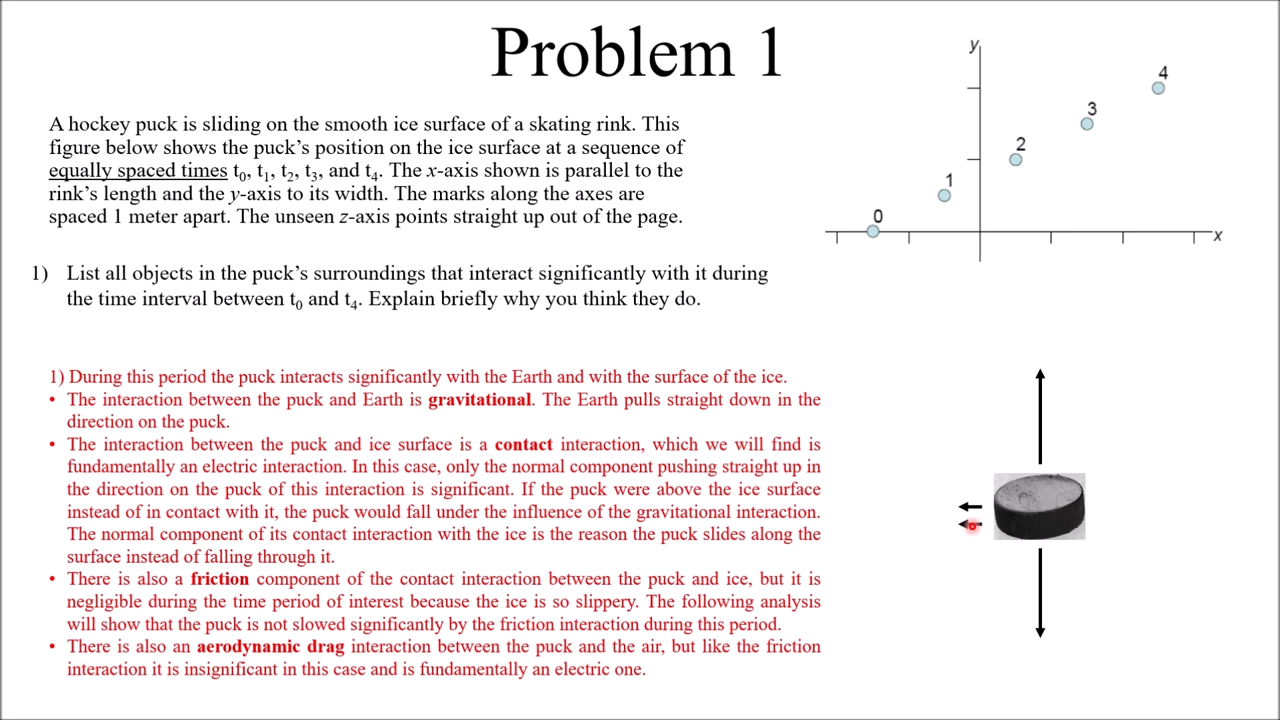 Problem 1
A hockey puck is sliding on the smooth ice surface of a skating rink. This
figure below shows the puck's position on the ice surface at a sequence of
equally spaced times t₀, t₁, t₂, t₃, and t₄. The x-axis shown is parallel to the
rink's length and the y-axis to its width. The marks along the axes are
spaced 1 meter apart. The unseen z-axis points straight up out of the page.
y
4
3
2
1
0
x
1) List all objects in the puck's surroundings that interact significantly with it during
the time interval between t₀ and t₄. Explain briefly why you think they do.
1) During this period the puck interacts significantly with the Earth and with the surface of the ice.
• The interaction between the puck and Earth is gravitational. The Earth pulls straight down in the
direction on the puck.
• The interaction between the puck and ice surface is a contact interaction, which we will find is
fundamentally an electric interaction. In this case, only the normal component pushing straight up in
the direction on the puck of this interaction is significant. If the puck were above the ice surface
instead of in contact with it, the puck would fall under the influence of the gravitational interaction.
The normal component of its contact interaction with the ice is the reason the puck slides along the
surface instead of falling through it.
• There is also a friction component of the contact interaction between the puck and ice, but it is
negligible during the time period of interest because the ice is so slippery. The following analysis
will show that the puck is not slowed significantly by the friction interaction during this period.
• There is also an aerodynamic drag interaction between the puck and the air, but like the friction
interaction it is insignificant in this case and is fundamentally an electric one.